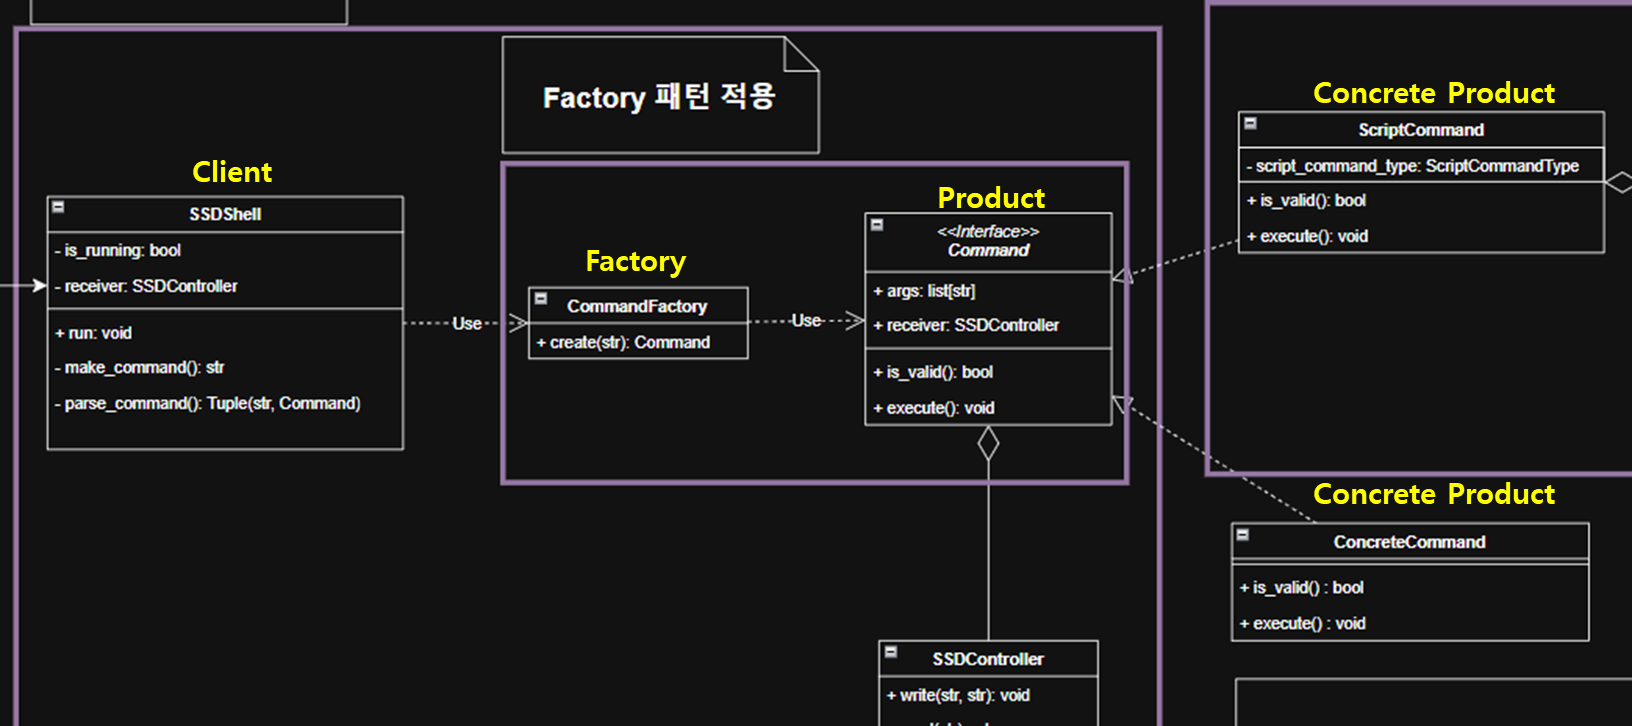 Factory 패턴 적용
Client
SSDShell
- is_running: bool
- receiver: SSDController
+ run: void
- make_command(): str
- parse_command(): Tuple(str, Command)
Use
Factory
CommandFactory
+ create(str): Command
Use
Product
<<Interface>>
Command
+ args: list[str]
+ receiver: SSDController
+ is_valid(): bool
+ execute(): void
SSDController
+ write(str, str): void
Concrete Product
ScriptCommand
- script_command_type: ScriptCommandType
+ is_valid(): bool
+ execute(): void
Concrete Product
ConcreteCommand
+ is_valid() : bool
+ execute() : void